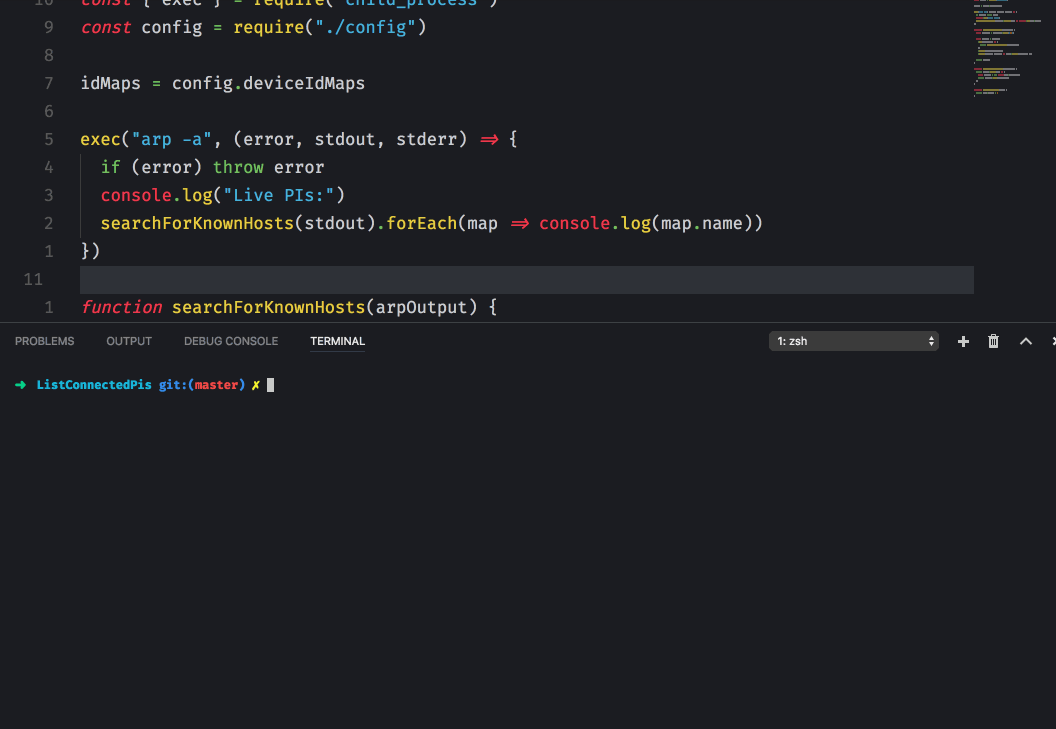 10 const { exec } = require("child_process")
9 const config = require("./config")
8
7 idMaps = config.deviceIdMaps
6
5 exec("arp -a", (error, stdout, stderr) => {
4 if (error) throw error
3 console.log("Live PIs:")
2 searchForKnownHosts(stdout).forEach(map => console.log(map.name))
1 })
11
1 function searchForKnownHosts(arpOutput) {
PROBLEMS OUTPUT DEBUG CONSOLE TERMINAL 1: zsh
➜ ListConnectedPis git:(master) ✗